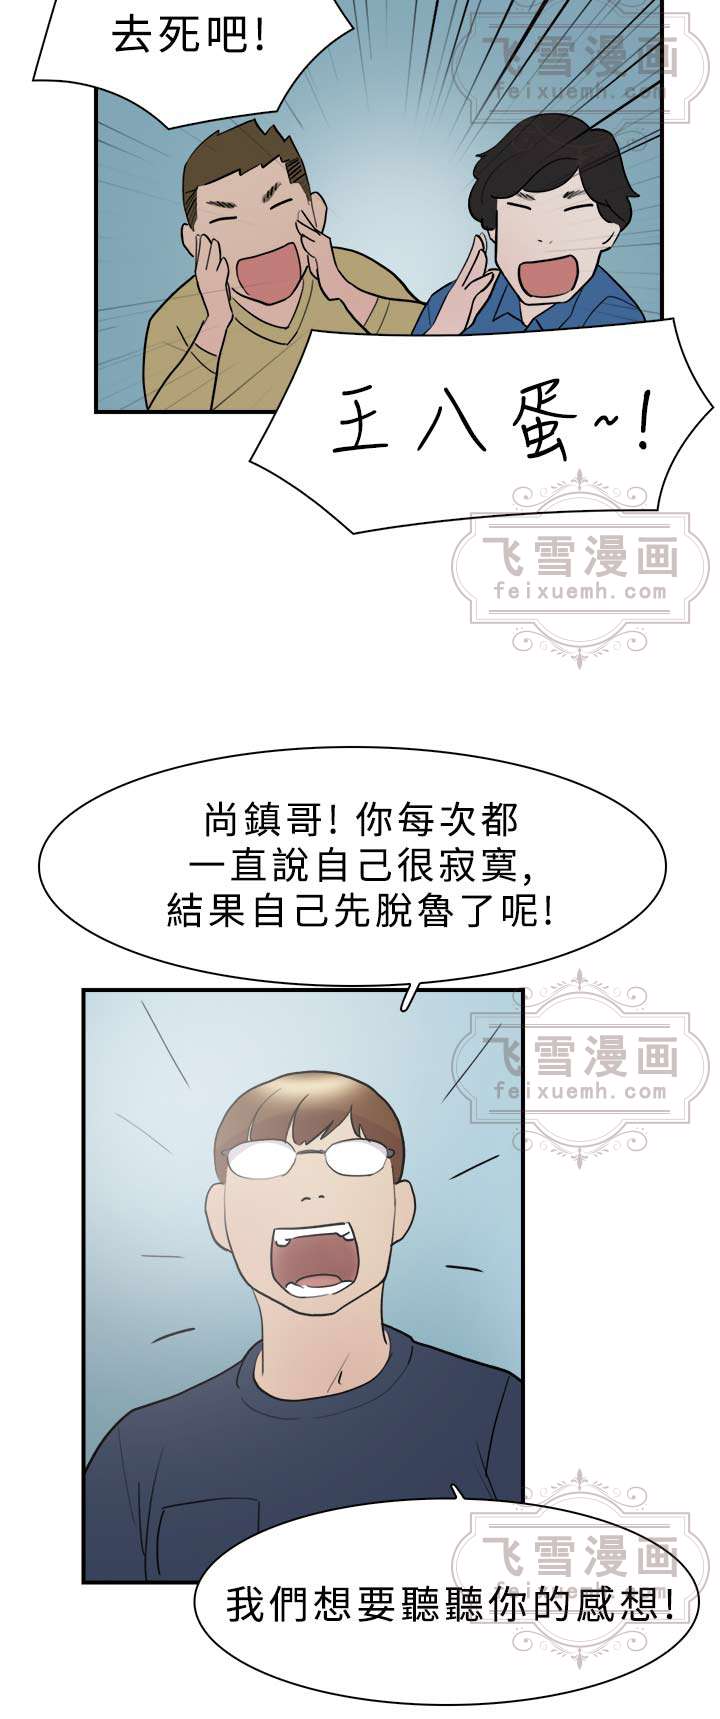 去死吧!
飞雪漫画
feixuemh.com
王八蛋~!
飞雪漫画
feixuemh.com
尚鎮哥! 你每次都
一直說自己很寂寞,
結果自己先脫魯了呢!
飞雪漫画
feixuemh.com
飞雪漫画
feixuemh.com
我們想要聽聽你的感想!